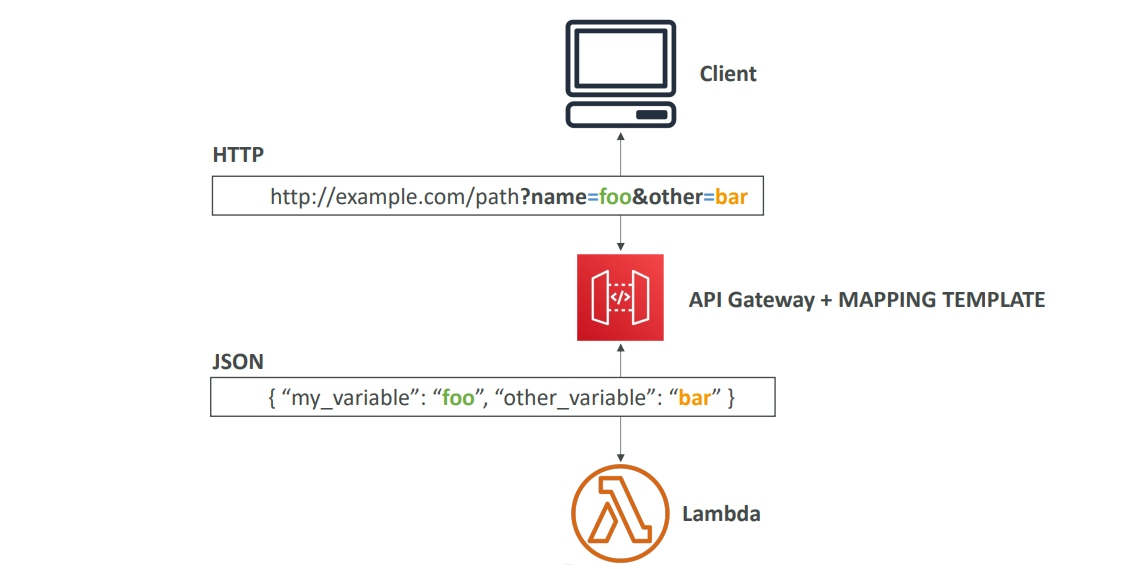 Client
HTTP
http://example.com/path?name=foo&other=bar
</>
API Gateway + MAPPING TEMPLATE
JSON
{ “my_variable”: “foo”, “other_variable”: “bar” }
Lambda